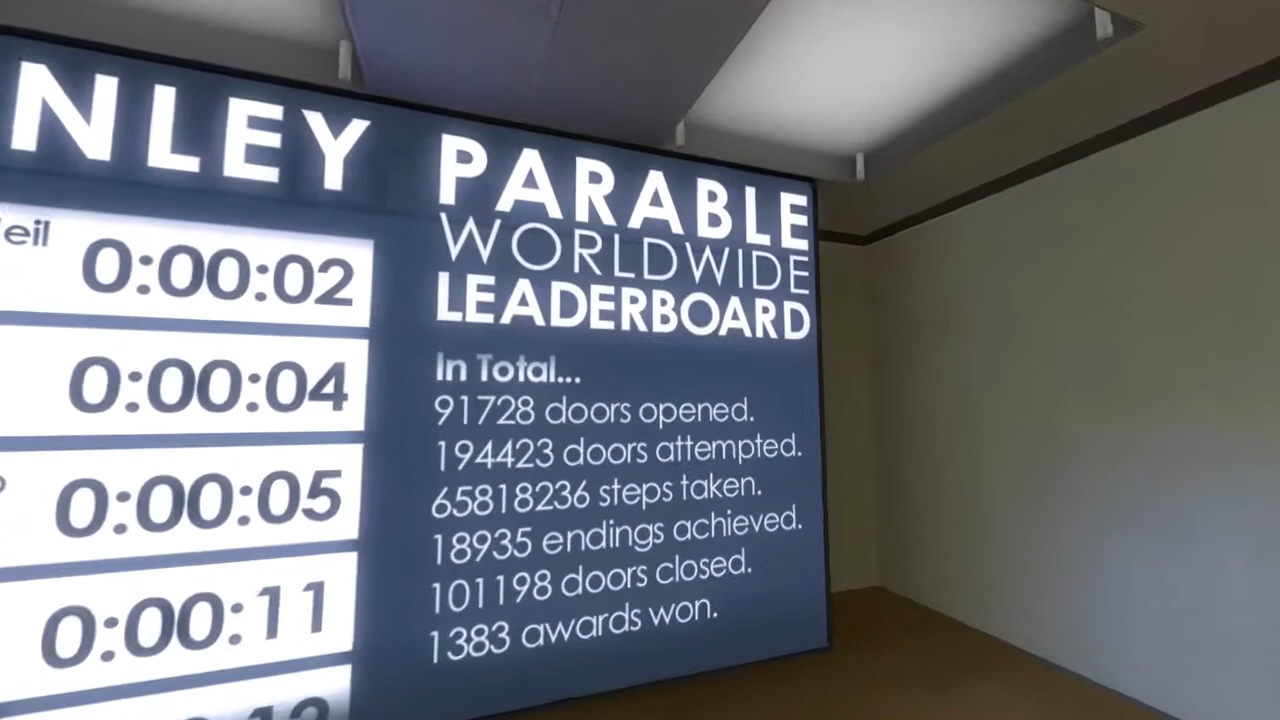 NLEY PARABLE
WORLDWIDE
LEADERBOARD
eil 0:00:02
0:00:04
0:00:05
0:00:11
In Total...
91728 doors opened.
194423 doors attempted.
65818236 steps taken.
18935 endings achieved.
101198 doors closed.
1383 awards won.